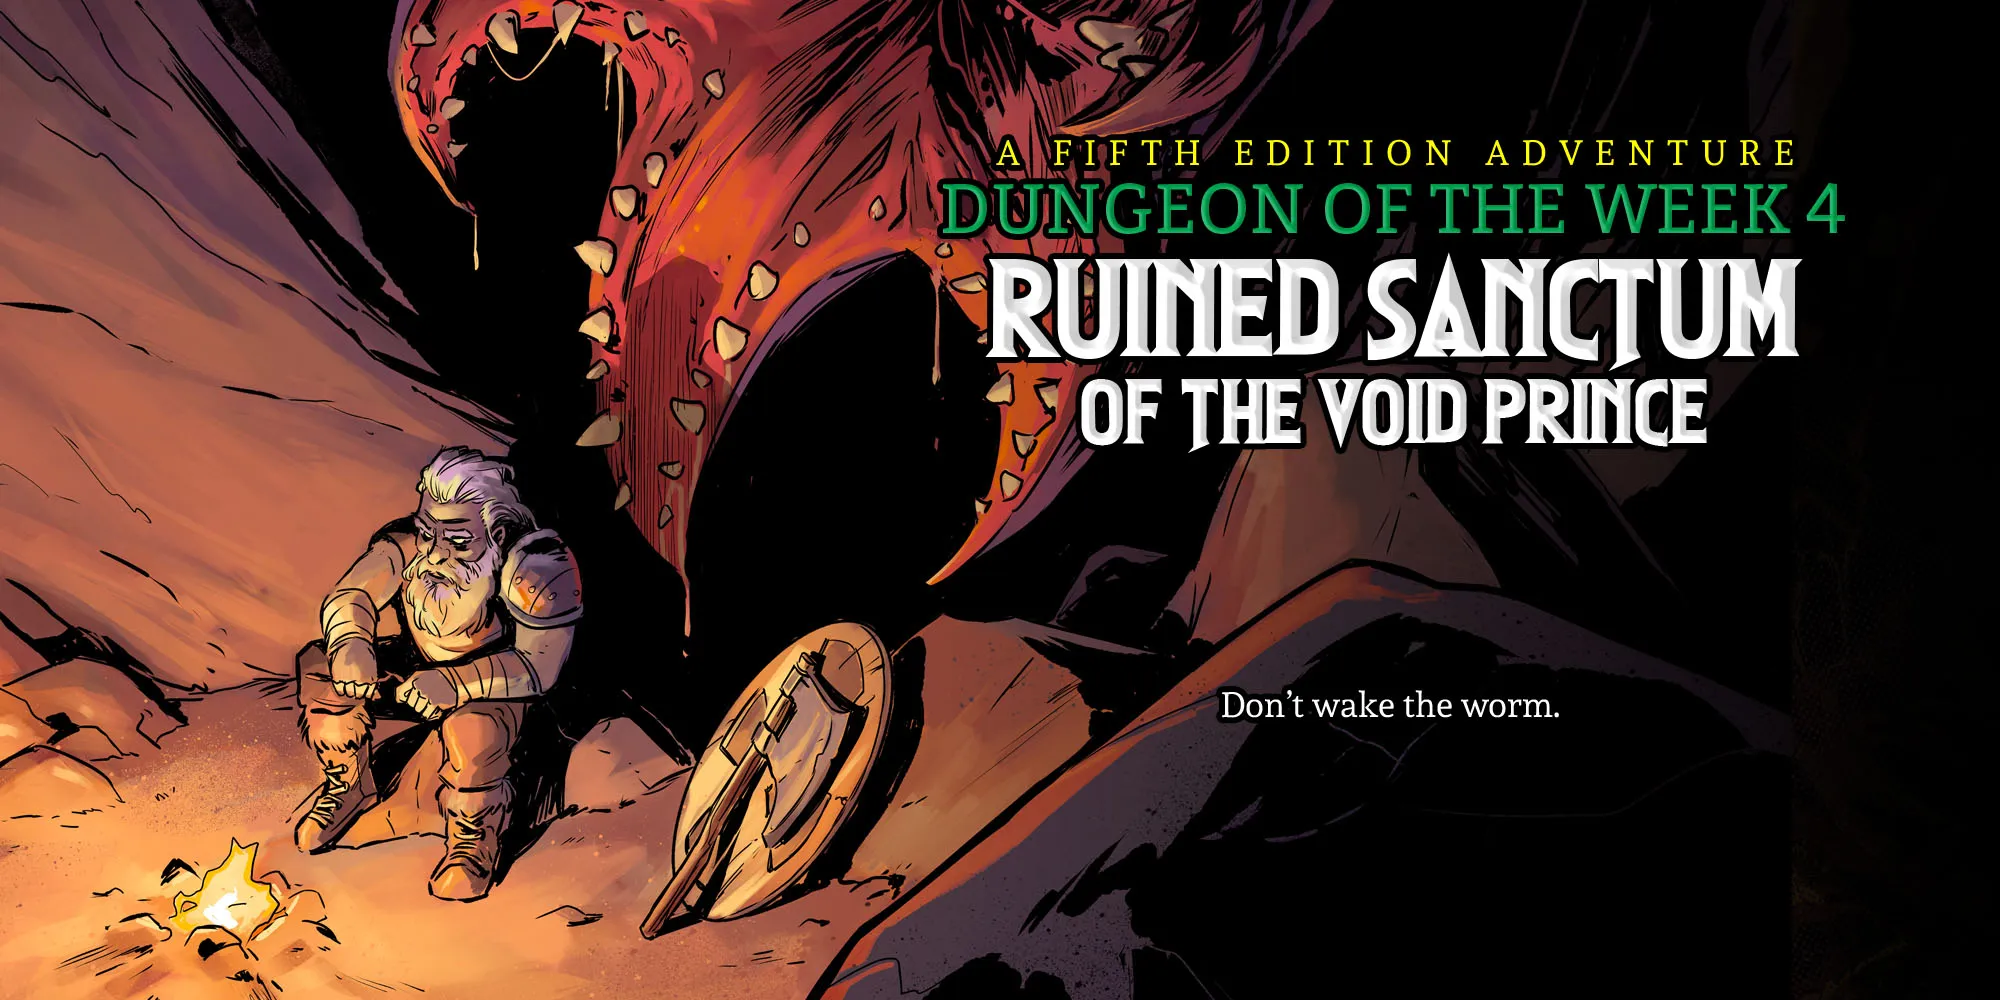 A FIFTH EDITION ADVENTURE
DUNGEON OF THE WEEK 4
RUINED SANCTUM
OF THE VOID PRINCE
Don’t wake the worm.